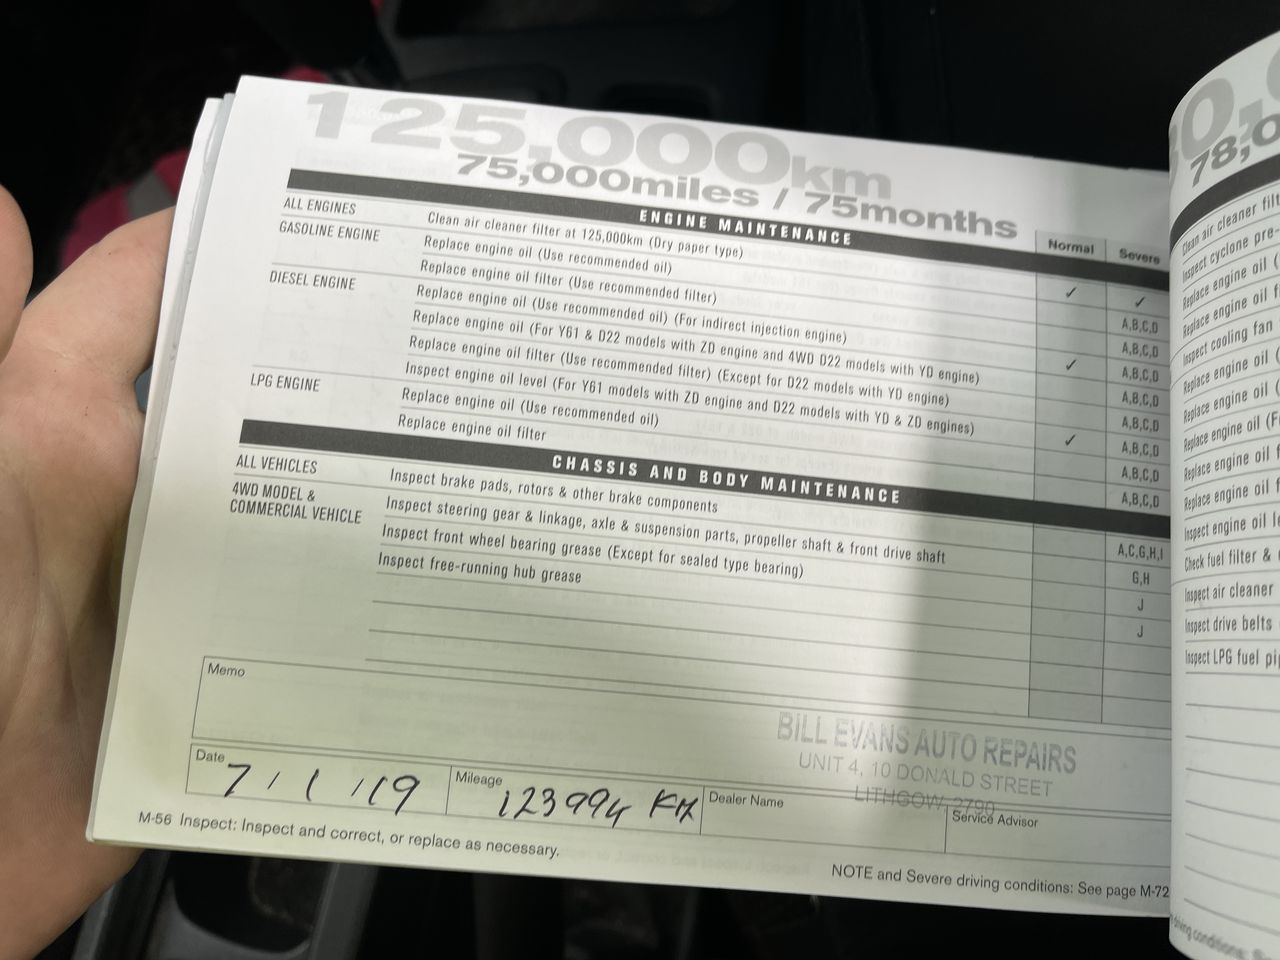 125,000km
75,000miles / 75months
ENGINE MAINTENANCE
Normal Severe
ALL ENGINES Clean air cleaner filter at 125,000km (Dry paper type) ✓ ✓
GASOLINE ENGINE Replace engine oil (Use recommended oil) A,B,C,D
Replace engine oil filter (Use recommended filter) A,B,C,D
DIESEL ENGINE Replace engine oil (Use recommended oil) (For indirect injection engine) ✓ A,B,C,D
Replace engine oil (For Y61 & D22 models with ZD engine and 4WD D22 models with YD engine) A,B,C,D
Replace engine oil filter (Use recommended filter) (Except for D22 models with YD engine) A,B,C,D
Inspect engine oil level (For Y61 models with ZD engine and D22 models with YD & ZD engines) ✓ A,B,C,D
LPG ENGINE Replace engine oil (Use recommended oil) A,B,C,D
Replace engine oil filter A,B,C,D
CHASSIS AND BODY MAINTENANCE
ALL VEHICLES Inspect brake pads, rotors & other brake components A,C,G,H,I
4WD MODEL & Inspect steering gear & linkage, axle & suspension parts, propeller shaft & front drive shaft G,H
COMMERCIAL VEHICLE Inspect front wheel bearing grease (Except for sealed type bearing) J
Inspect free-running hub grease J
Memo
BILL EVANS AUTO REPAIRS
UNIT 4, 10 DONALD STREET
LITHGOW 2790
Date 7/1/19 Mileage 123994 KM Dealer Name Service Advisor
M-56 Inspect: Inspect and correct, or replace as necessary.
NOTE and Severe driving conditions: See page M-72
0,0
78,0
Clean air cleaner filt
Inspect cyclone pre-
Replace engine oil (
Replace engine oil fi
Inspect cooling fan
Replace engine oil (
Replace engine oil (
Replace engine oil (F
Replace engine oil f
Replace engine oil f
Inspect engine oil le
Check fuel filter &
Inspect air cleaner
Inspect drive belts
Inspect LPG fuel pi
driving conditions: S